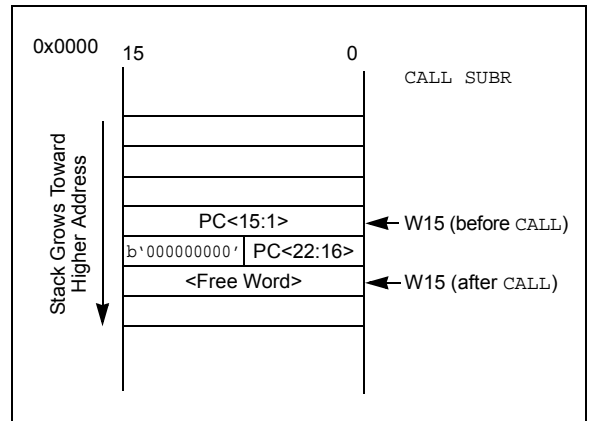 0x0000
15 0
CALL SUBR
Stack Grows Toward
Higher Address
PC<15:1>
W15 (before CALL)
b‘000000000’ PC<22:16>
<Free Word>
W15 (after CALL)